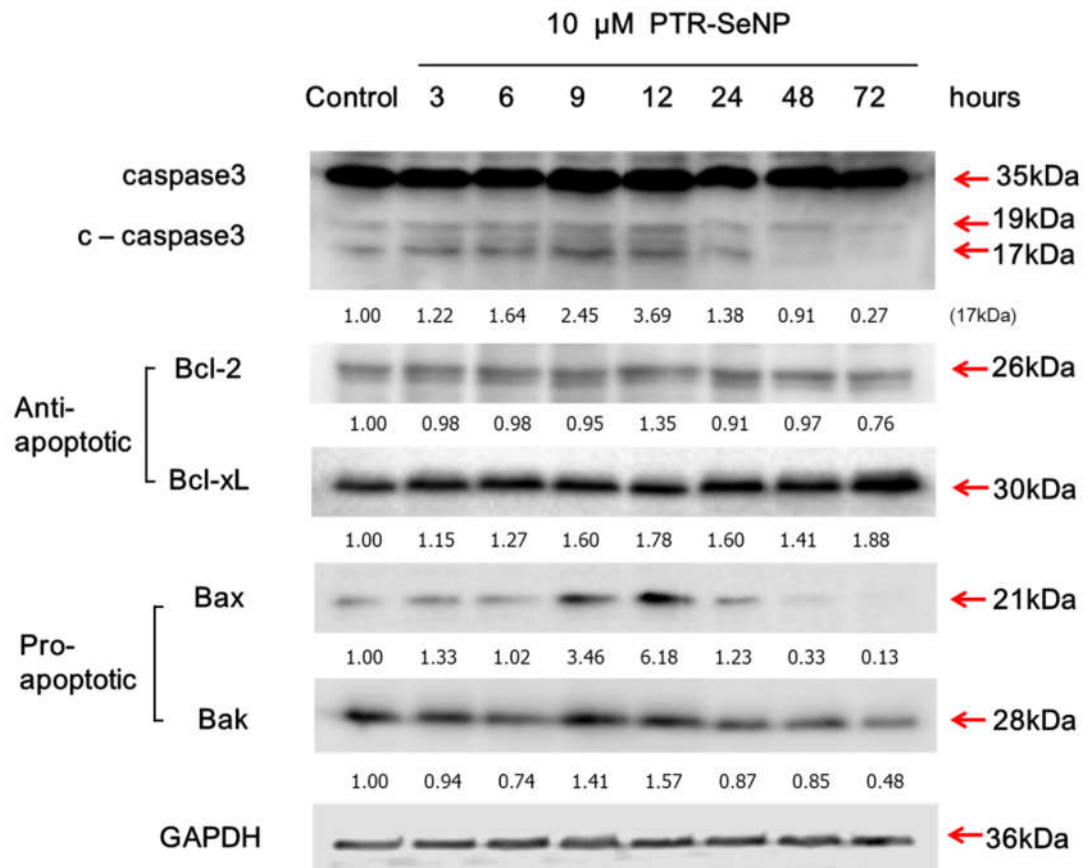 10 µM PTR-SeNP
Control 3 6 9 12 24 48 72 hours
caspase3 35kDa
19kDa
c – caspase3 17kDa
1.00 1.22 1.64 2.45 3.69 1.38 0.91 0.27 (17kDa)
Bcl-2 26kDa
Anti-
apoptotic
1.00 0.98 0.98 0.95 1.35 0.91 0.97 0.76
Bcl-xL 30kDa
1.00 1.15 1.27 1.60 1.78 1.60 1.41 1.88
Bax 21kDa
Pro-
apoptotic
1.00 1.33 1.02 3.46 6.18 1.23 0.33 0.13
Bak 28kDa
1.00 0.94 0.74 1.41 1.57 0.87 0.85 0.48
GAPDH 36kDa